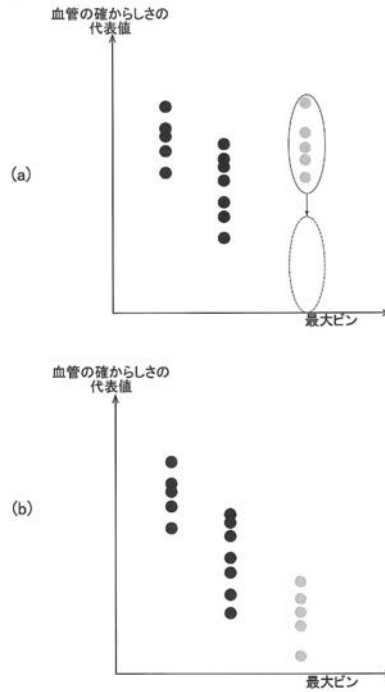 血管の確からしさの
代表値
(a)
最大ビン
血管の確からしさの
代表値
(b)
最大ビン